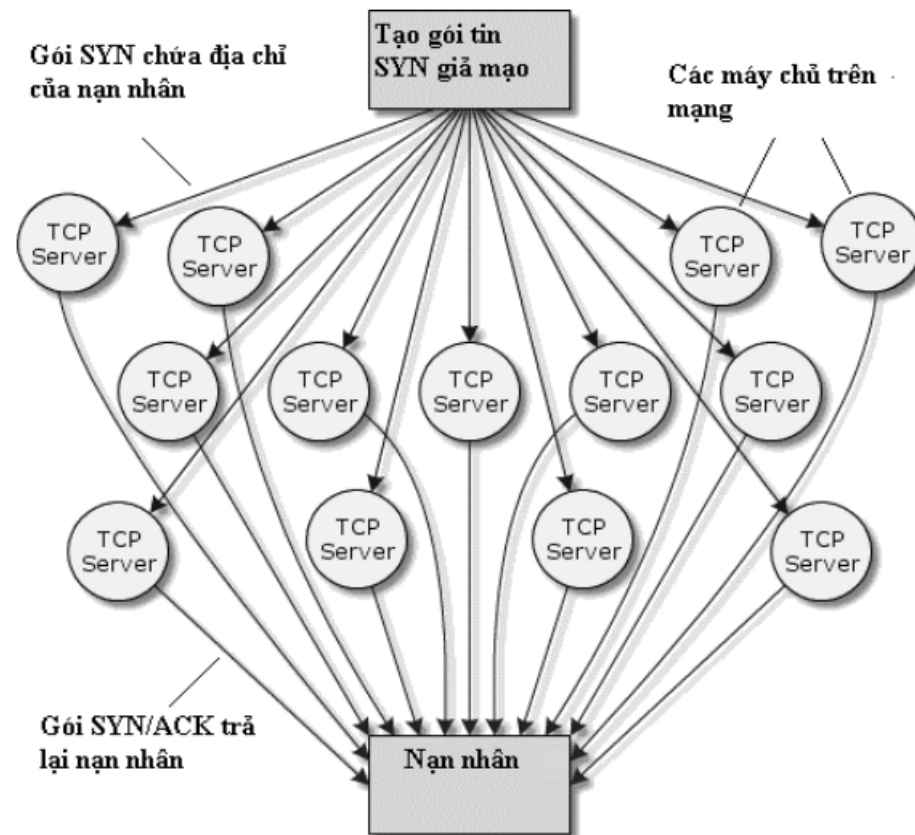 Tạo gói tin
SYN giả mạo
Gói SYN chứa địa chỉ
của nạn nhân
Các máy chủ trên
mạng
TCP
Server
TCP
Server
TCP
Server
TCP
Server
TCP
Server
TCP
Server
TCP
Server
TCP
Server
TCP
Server
TCP
Server
TCP
Server
TCP
Server
TCP
Server
Gói SYN/ACK trả
lại nạn nhân
Nạn nhân